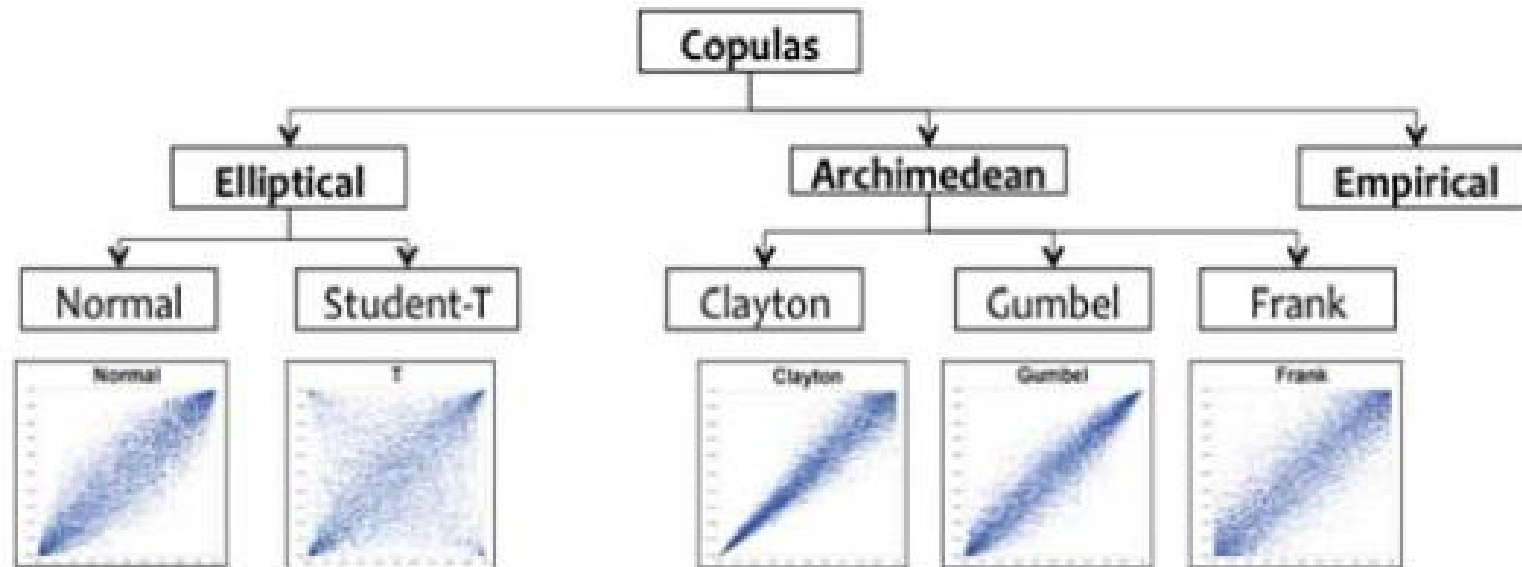 Copulas
Elliptical
Archimedean
Empirical
Normal
Student-T
Clayton
Gumbel
Frank
Normal
T
Clayton
Gumbel
Frank